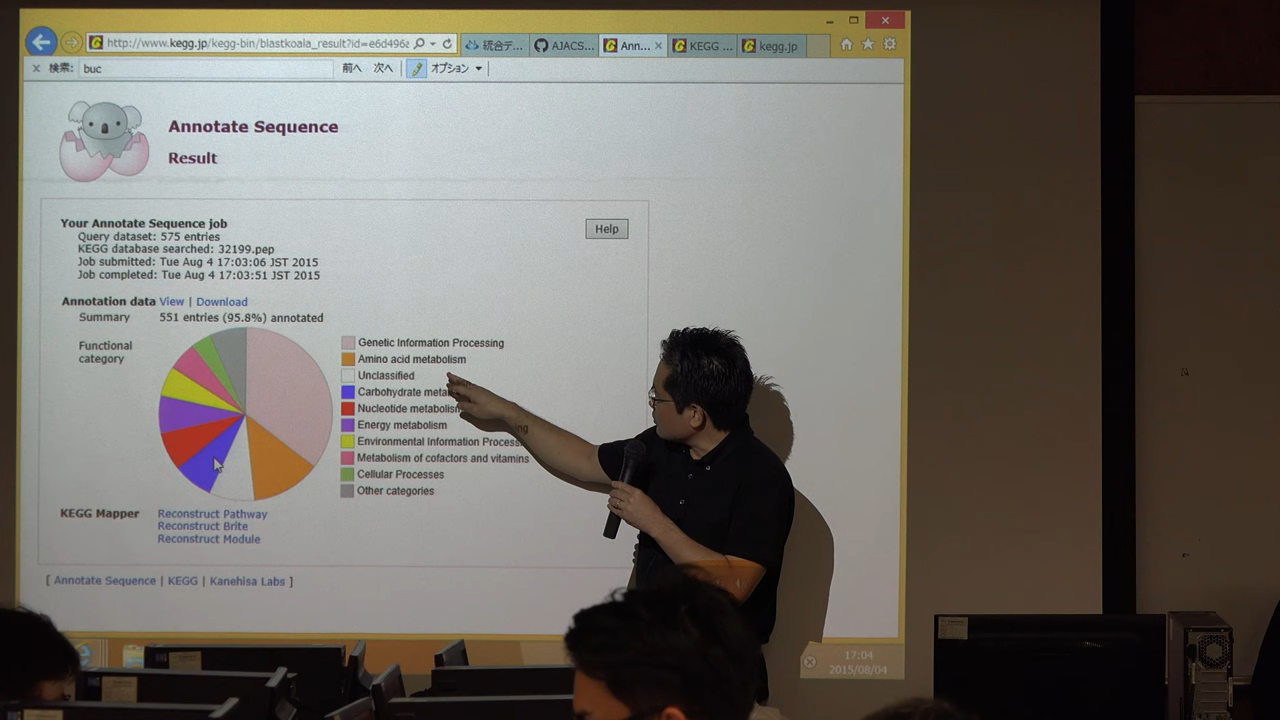 http://www.kegg.jp/kegg-bin/blastkoala_result?id=e6d496
統合テ...
AJACS...
Ann...
KEGG ...
kegg.jp
× 検索: buc
前へ 次へ
オプション
Annotate Sequence
Result
Your Annotate Sequence job
Help
Query dataset: 575 entries
KEGG database searched: 32199.pep
Job submitted: Tue Aug 4 17:03:06 JST 2015
Job completed: Tue Aug 4 17:03:51 JST 2015
Annotation data View | Download
Summary 551 entries (95.8%) annotated
Functional category
Genetic Information Processing
Amino acid metabolism
Unclassified
Carbohydrate meta
Nucleotide metabolism
Energy metabolism
Environmental Information Process
Metabolism of cofactors and vitamins
Cellular Processes
Other categories
KEGG Mapper Reconstruct Pathway
Reconstruct Brite
Reconstruct Module
[ Annotate Sequence | KEGG | Kanehisa Labs ]
17:04
2015/08/04